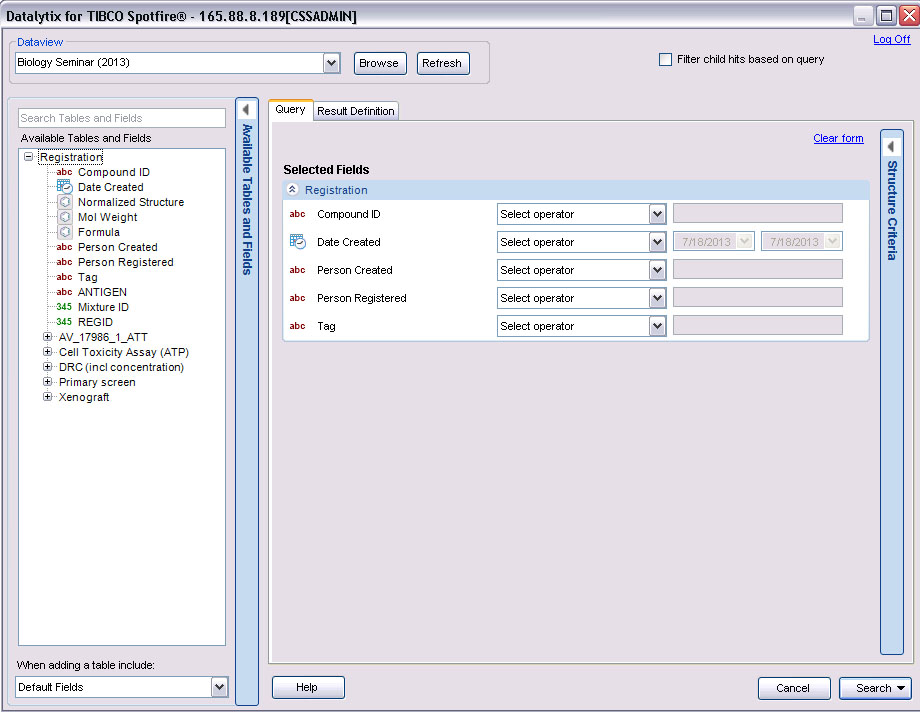 Datalytix for TIBCO Spotfire® - 165.88.8.189[CSSADMIN]
Log Off
Dataview
Biology Seminar (2013)
Browse
Refresh
Filter child hits based on query
Search Tables and Fields
Available Tables and Fields
Registration
abc Compound ID
Date Created
Normalized Structure
Mol Weight
Formula
abc Person Created
abc Person Registered
abc Tag
abc ANTIGEN
345 Mixture ID
345 REGID
AV_17986_1_ATT
Cell Toxicity Assay (ATP)
DRC (incl concentration)
Primary screen
Xenograft
When adding a table include:
Default Fields
Available Tables and Fields
Query
Result Definition
Clear form
Selected Fields
Registration
abc Compound ID Select operator
Date Created Select operator 7/18/2013 7/18/2013
abc Person Created Select operator
abc Person Registered Select operator
abc Tag Select operator
Structure Criteria
Help
Cancel
Search